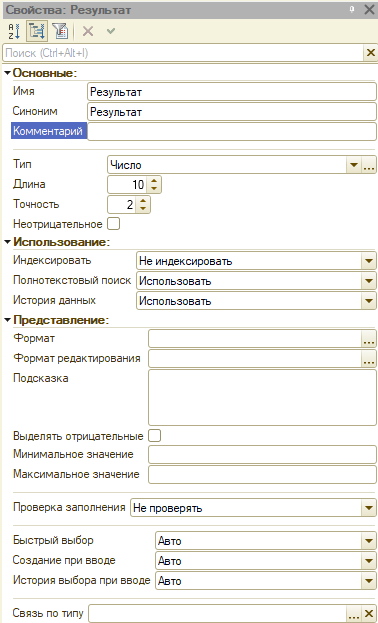 Свойства: Результат
Поиск (Ctrl+Alt+I)
Основные:
Имя Результат
Синоним Результат
Комментарий
Тип Число
Длина 10
Точность 2
Неотрицательное
Использование:
Индексировать Не индексировать
Полнотекстовый поиск Использовать
История данных Использовать
Представление:
Формат
Формат редактирования
Подсказка
Выделять отрицательные
Минимальное значение
Максимальное значение
Проверка заполнения Не проверять
Быстрый выбор Авто
Создание при вводе Авто
История выбора при вводе Авто
Связь по типу